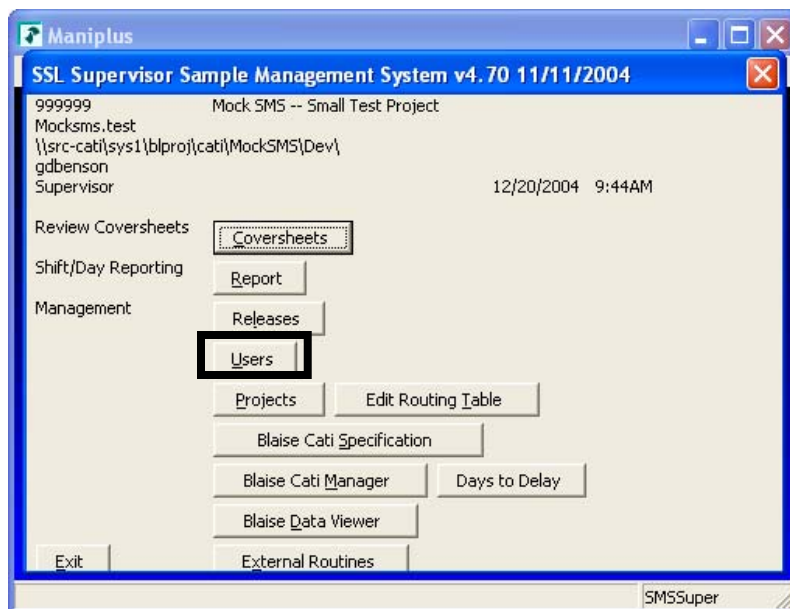 Maniplus
SSL Supervisor Sample Management System v4.70 11/11/2004
999999 Mock SMS -- Small Test Project
Mocksms.test
\\src-cati\sys1\blproj\cati\MockSMS\Dev\
gdbenson
Supervisor 12/20/2004 9:44AM
Review Coversheets Coversheets
Shift/Day Reporting Report
Management Releases
Users
Projects Edit Routing Table
Blaise Cati Specification
Blaise Cati Manager Days to Delay
Blaise Data Viewer
Exit External Routines
SMSSuper